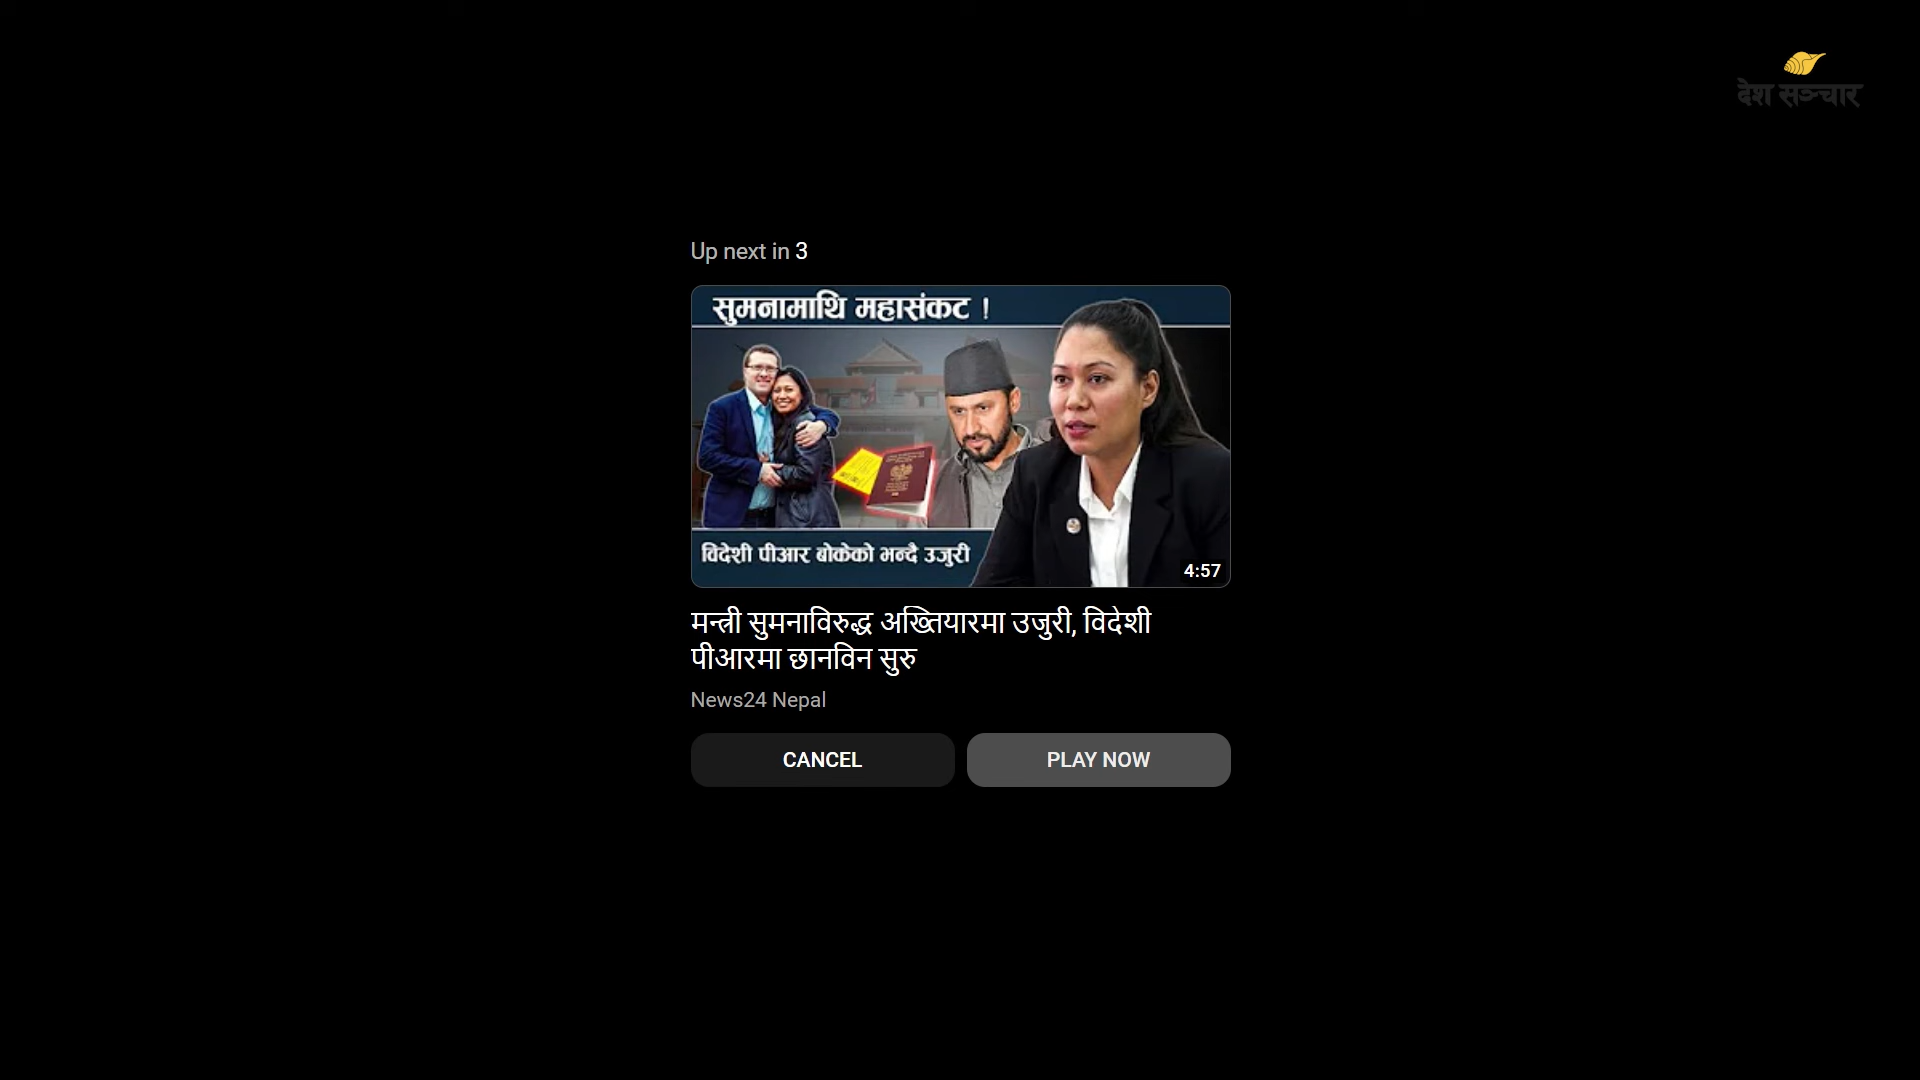 देश सञ्चार
Up next in 3
सुमनामाथि महासंकट !
विदेशी पीआर बोकेको भन्दै उजुरी
4:57
मन्त्री सुमनाविरुद्ध अख्तियारमा उजुरी, विदेशी
पीआरमा छानविन सुरु
News24 Nepal
CANCEL
PLAY NOW